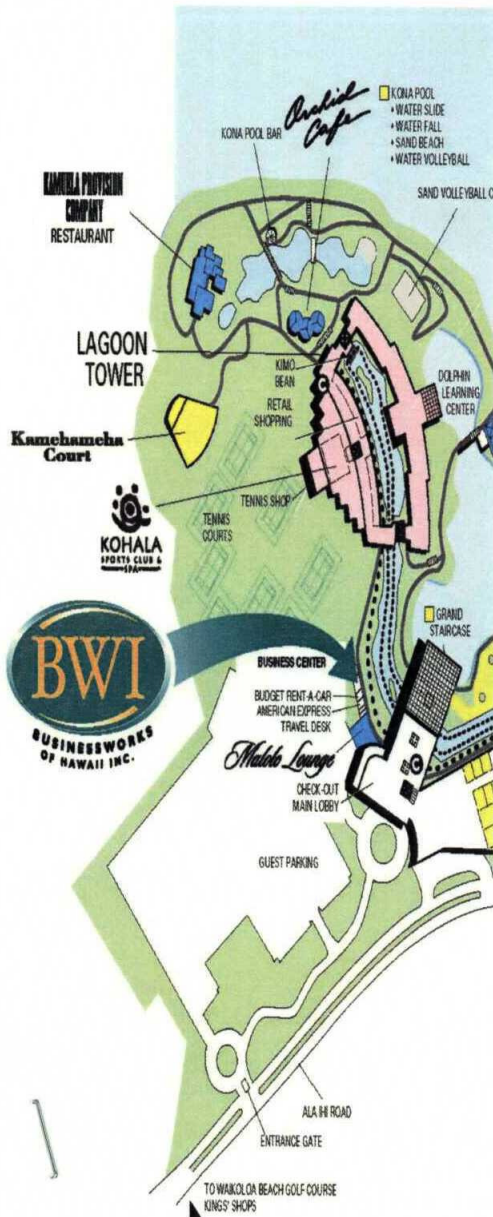 Orchid
Cafe
KONA POOL
• WATER SLIDE
• WATER FALL
• SAND BEACH
• WATER VOLLEYBALL
KONA POOL BAR
KAMUELA PROVISION
COMPANY
RESTAURANT
SAND VOLLEYBALL C
LAGOON
TOWER
KIMO
BEAN
DOLPHIN
LEARNING
CENTER
RETAIL
SHOPPING
Kamehameha
Court
TENNIS SHOP
TENNIS
COURTS
KOHALA
SPORTS CLUB &
SPA
GRAND
STAIRCASE
BWI
BUSINESSWORKS
OF HAWAII INC.
BUSINESS CENTER
BUDGET RENT-A-CAR
AMERICAN EXPRESS
TRAVEL DESK
Malolo Lounge
CHECK-OUT
MAIN LOBBY
GUEST PARKING
ALA IHI ROAD
ENTRANCE GATE
TO WAIKOLOA BEACH GOLF COURSE
KINGS' SHOPS